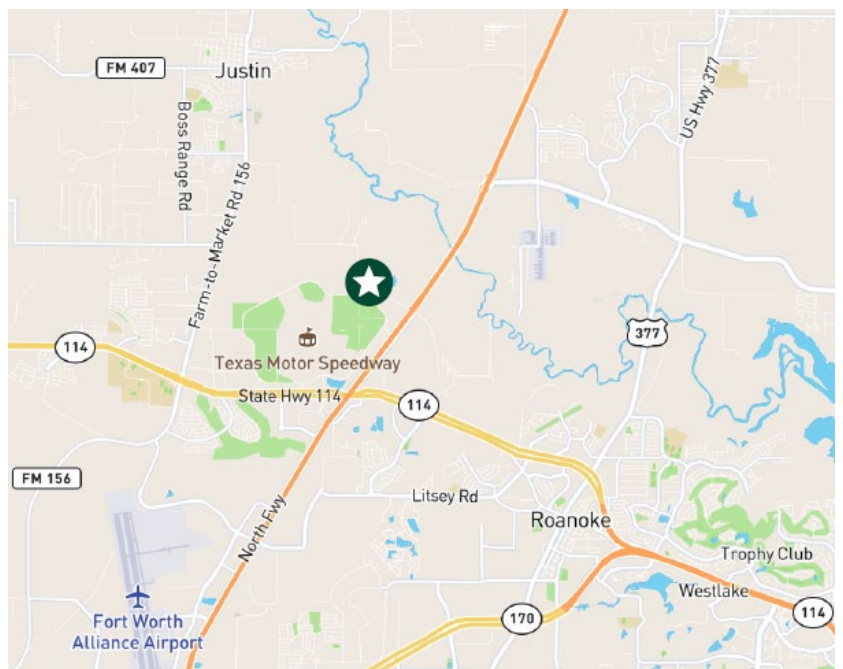 Justin
FM 407
Boss Range Rd
Farm-to-Market Rd 156
US Hwy 377
377
114
Texas Motor Speedway
State Hwy 114
114
FM 156
North Fwy
Litsey Rd
Roanoke
Trophy Club
Westlake
114
170
Fort Worth
Alliance Airport